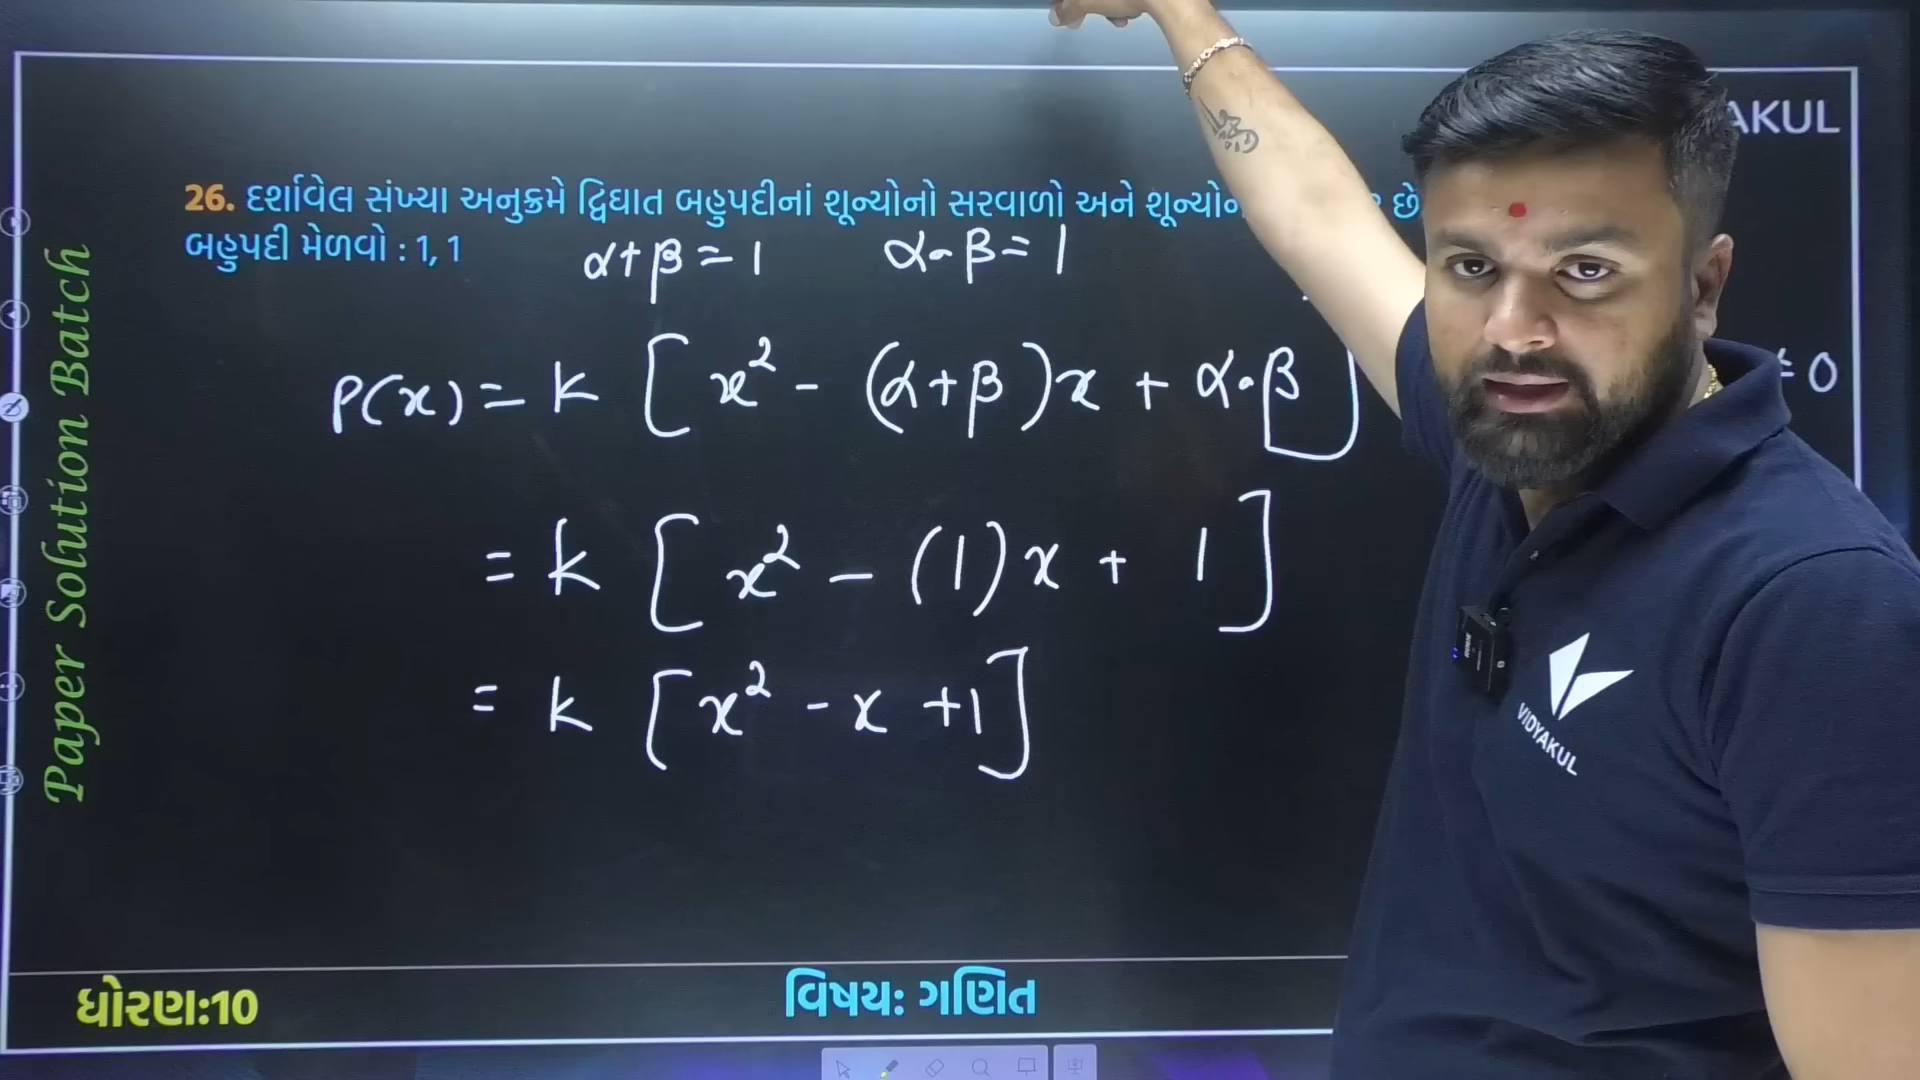 AKUL
26. દર્શાવેલ સંખ્યા અનુક્રમે દ્વિઘાત બહુપદીનાં શૂન્યોનો સરવાળો અને છે
બહુપદી મેળવો : 1, 1
α+β = 1 α·β = 1
P(x) = k [ x² - (α+β)x + α·β ]
≠ 0
= k [ x² - (1)x + 1 ]
= k [ x² - x + 1 ]
Paper Solution Batch
VIDYAKUL
ધોરણ:10
વિષય: ગણિત